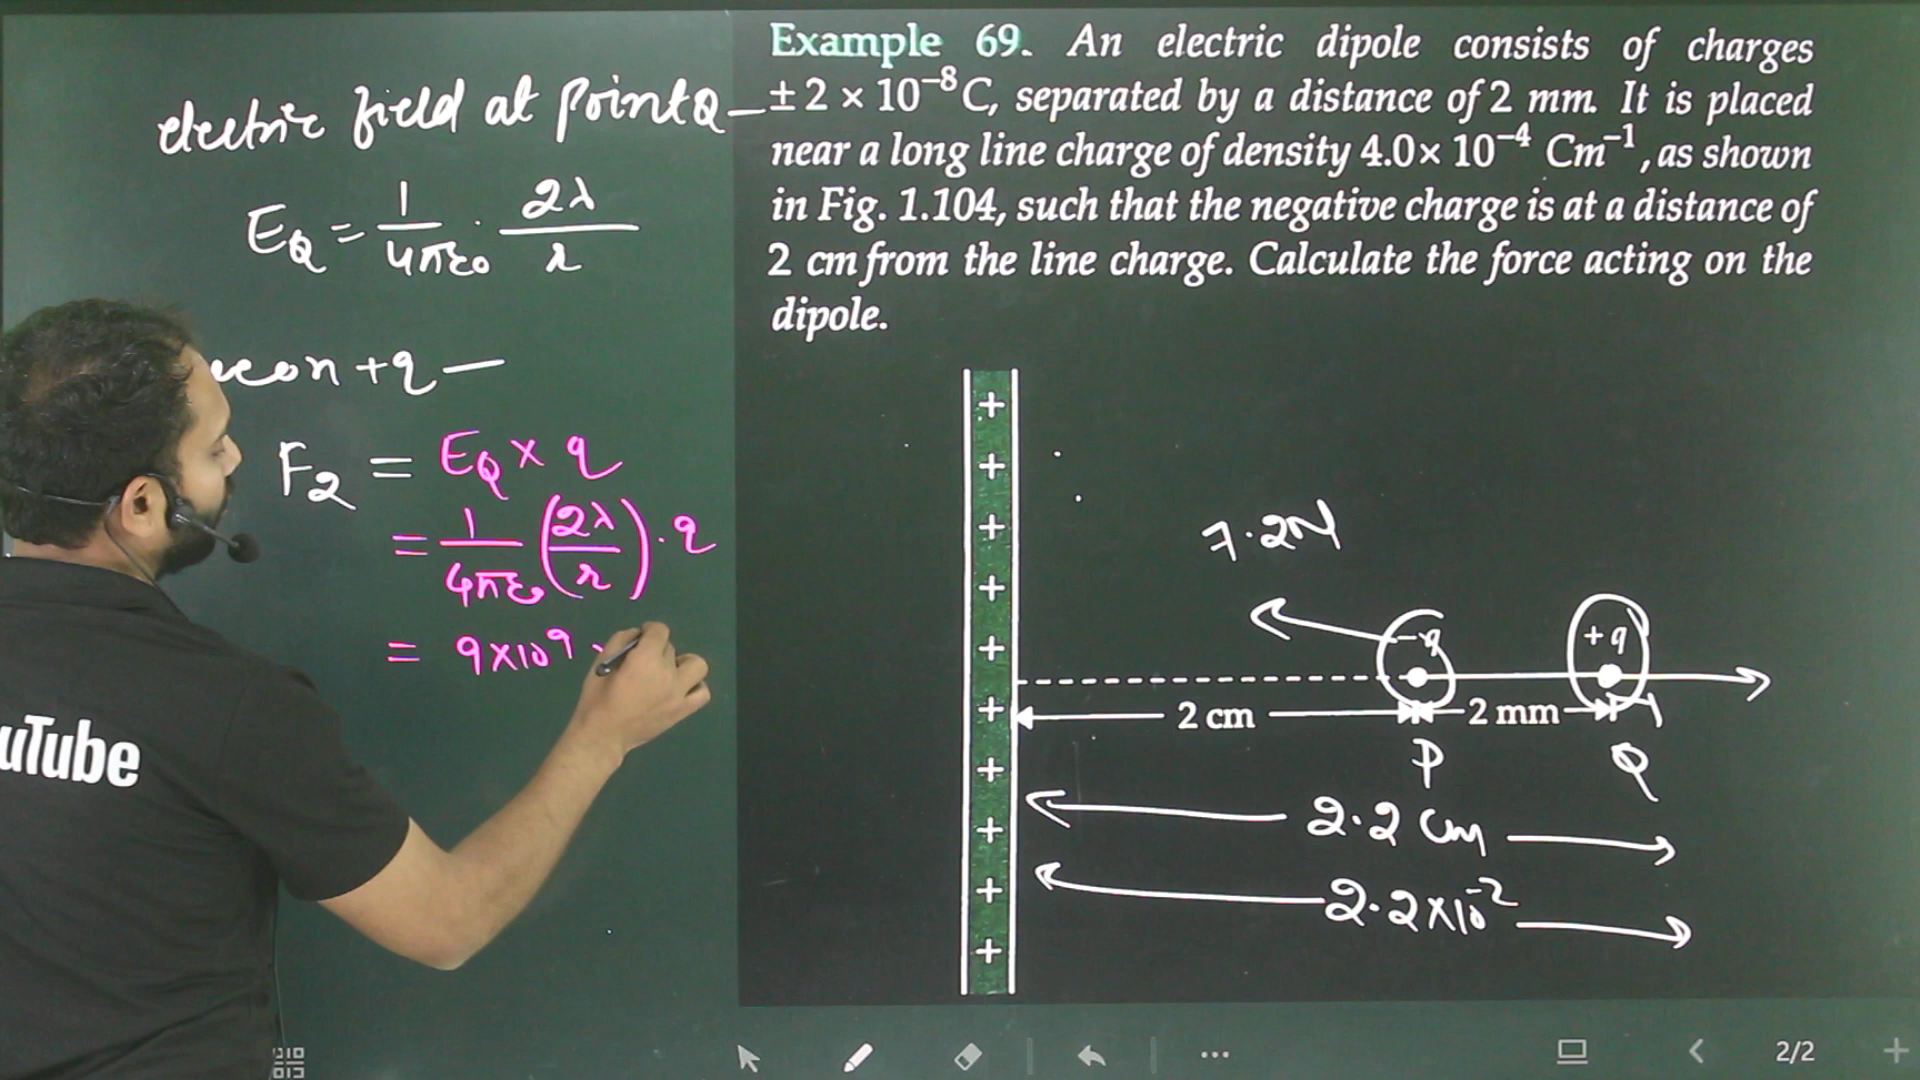 electric field at point Q —
E_Q = 1/4πε₀ · 2λ/r
on +q —
F₂ = E_Q × q
= 1/4πε₀ (2λ/r) · q
= 9×10⁹
uTube
Example 69. An electric dipole consists of charges
±2 × 10⁻⁸ C, separated by a distance of 2 mm. It is placed
near a long line charge of density 4.0× 10⁻⁴ Cm⁻¹, as shown
in Fig. 1.104, such that the negative charge is at a distance of
2 cm from the line charge. Calculate the force acting on the
dipole.
+
+
+
+
+
+
+
+
+
+
7.2N
−q +q
2 cm 2 mm
P Q
2.2 cm
2.2×10⁻²
2/2